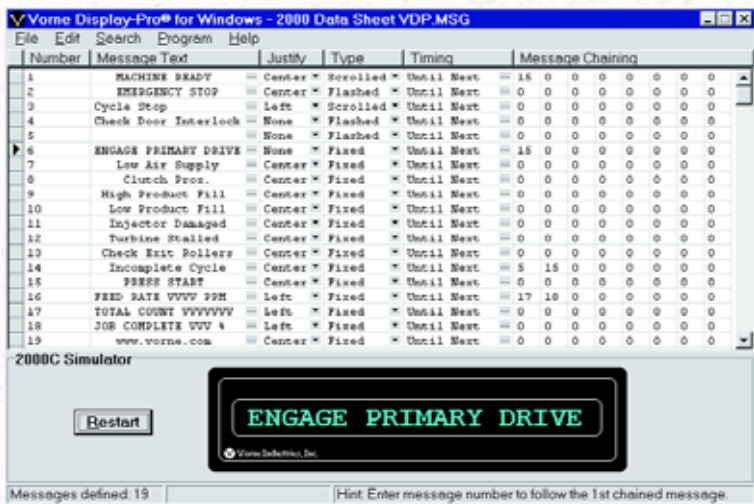 Vorne Display-Pro® for Windows - 2000 Data Sheet VDP.MSG
File Edit Search Program Help
Number Message Text Justify Type Timing Message Chaining
1 MACHINE READY Center Scrolled Until Next 15 0 0 0 0 0 0 0
2 EMERGENCY STOP Center Flashed Until Next 0 0 0 0 0 0 0 0
3 Cycle Stop Left Scrolled Until Next 0 0 0 0 0 0 0 0
4 Check Door Interlock None Flashed Until Next 0 0 0 0 0 0 0 0
5 None Flashed Until Next 0 0 0 0 0 0 0 0
6 ENGAGE PRIMARY DRIVE None Fixed Until Next 15 0 0 0 0 0 0 0
7 Low Air Supply Center Fixed Until Next 0 0 0 0 0 0 0 0
8 Clutch Prox. Center Fixed Until Next 0 0 0 0 0 0 0 0
9 High Product Fill Center Fixed Until Next 0 0 0 0 0 0 0 0
10 Low Product Fill Center Fixed Until Next 0 0 0 0 0 0 0 0
11 Injector Damaged Center Fixed Until Next 0 0 0 0 0 0 0 0
12 Turbine Stalled Center Fixed Until Next 0 0 0 0 0 0 0 0
13 Check Exit Rollers Center Fixed Until Next 0 0 0 0 0 0 0 0
14 Incomplete Cycle Center Fixed Until Next 5 15 0 0 0 0 0 0
15 PRESS START Center Fixed Until Next 0 0 0 0 0 0 0 0
16 FEED RATE VVVV PPM Left Fixed Until Next 17 18 0 0 0 0 0 0
17 TOTAL COUNT VVVVVVV Left Fixed Until Next 0 0 0 0 0 0 0 0
18 JOB COMPLETE VVV % Left Fixed Until Next 0 0 0 0 0 0 0 0
19 www.vorne.com Center Fixed Until Next 0 0 0 0 0 0 0 0
2000C Simulator
Restart
ENGAGE PRIMARY DRIVE
Vorne Industries, Inc.
Messages defined: 19 Hint: Enter message number to follow the 1st chained message.